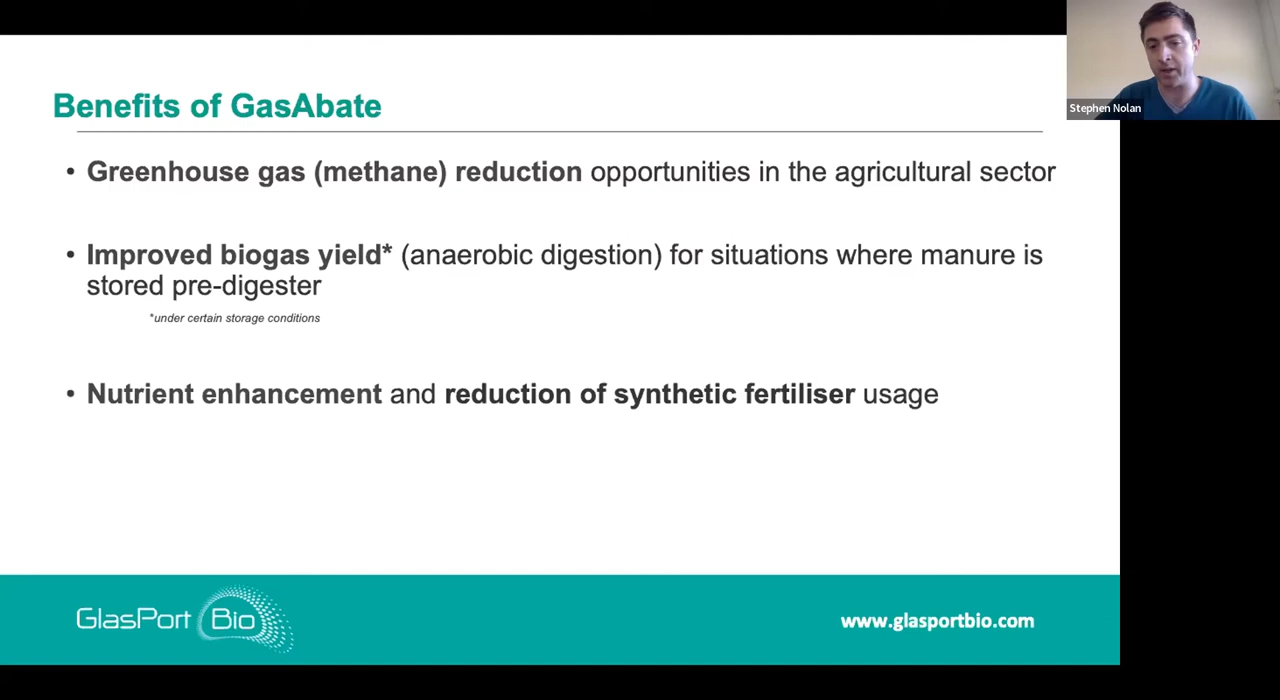 Stephen Nolan
Benefits of GasAbate
• Greenhouse gas (methane) reduction opportunities in the agricultural sector
• Improved biogas yield* (anaerobic digestion) for situations where manure is
stored pre-digester
*under certain storage conditions
• Nutrient enhancement and reduction of synthetic fertiliser usage
GlasPort Bio
www.glasportbio.com